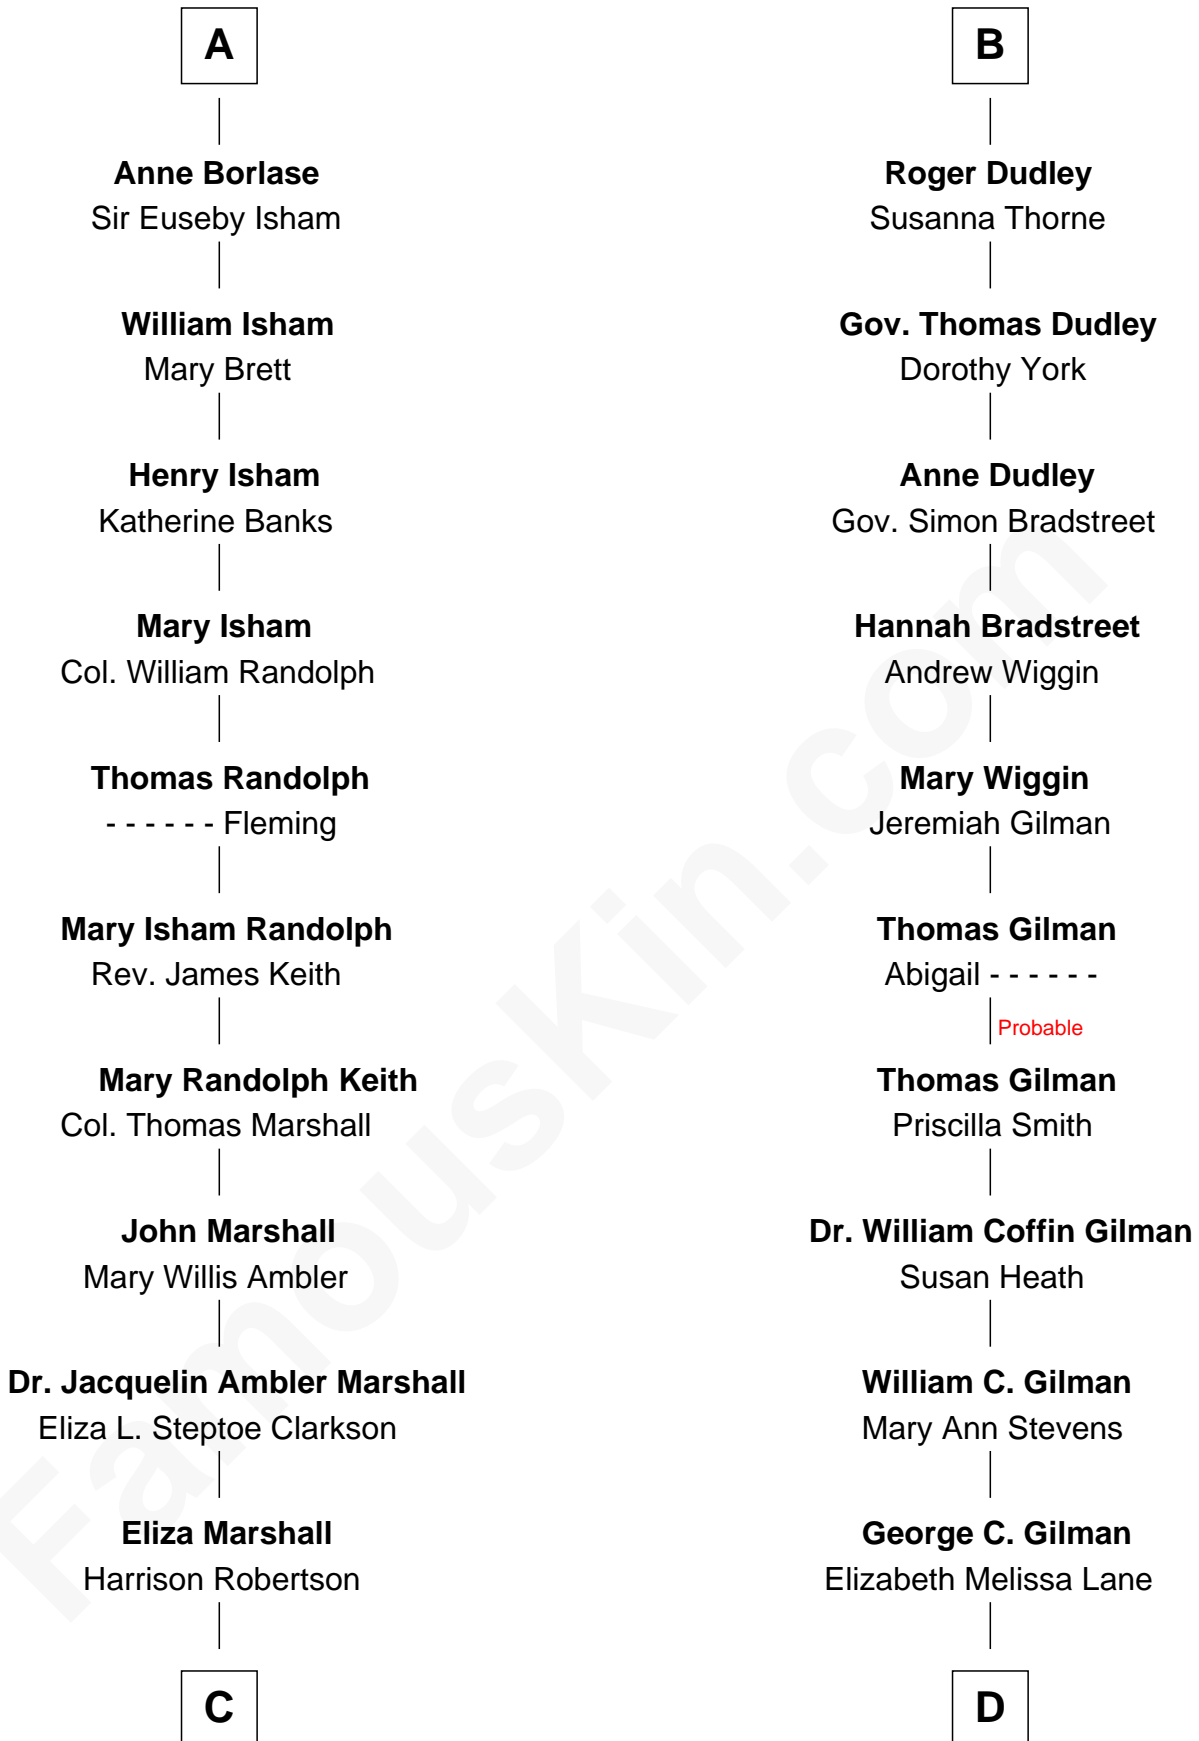 A
Anne Borlase
Sir Euseby Isham
William Isham
Mary Brett
Henry Isham
Katherine Banks
Mary Isham
Col. William Randolph
Thomas Randolph
- - - - - - Fleming
Mary Isham Randolph
Rev. James Keith
Mary Randolph Keith
Col. Thomas Marshall
John Marshall
Mary Willis Ambler
Dr. Jacquelin Ambler Marshall
Eliza L. Steptoe Clarkson
Eliza Marshall
Harrison Robertson
C
B
Roger Dudley
Susanna Thorne
Gov. Thomas Dudley
Dorothy York
Anne Dudley
Gov. Simon Bradstreet
Hannah Bradstreet
Andrew Wiggin
Mary Wiggin
Jeremiah Gilman
Thomas Gilman
Abigail - - - - - -
Probable
Thomas Gilman
Priscilla Smith
Dr. William Coffin Gilman
Susan Heath
William C. Gilman
Mary Ann Stevens
George C. Gilman
Elizabeth Melissa Lane
D
FamousKin.com